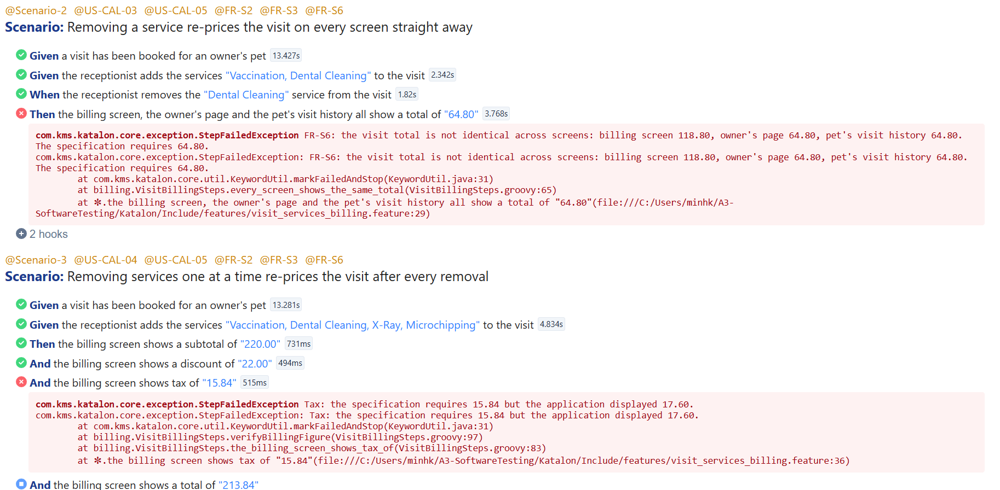 @Scenario-2 @US-CAL-03 @US-CAL-05 @FR-S2 @FR-S3 @FR-S6
Scenario: Removing a service re-prices the visit on every screen straight away
Given a visit has been booked for an owner's pet 13.427s
Given the receptionist adds the services "Vaccination, Dental Cleaning" to the visit 2.342s
When the receptionist removes the "Dental Cleaning" service from the visit 1.82s
Then the billing screen, the owner's page and the pet's visit history all show a total of "64.80" 3.768s
com.kms.katalon.core.exception.StepFailedException FR-S6: the visit total is not identical across screens: billing screen 118.80, owner's page 64.80, pet's visit history 64.80.
The specification requires 64.80.
com.kms.katalon.core.exception.StepFailedException: FR-S6: the visit total is not identical across screens: billing screen 118.80, owner's page 64.80, pet's visit history 64.80.
The specification requires 64.80.
at com.kms.katalon.core.util.KeywordUtil.markFailedAndStop(KeywordUtil.java:31)
at billing.VisitBillingSteps.every_screen_shows_the_same_total(VisitBillingSteps.groovy:65)
at ✻.the billing screen, the owner's page and the pet's visit history all show a total of "64.80"(file:///C:/Users/minhk/A3-
SoftwareTesting/Katalon/Include/features/visit_services_billing.feature:29)
2 hooks
@Scenario-3 @US-CAL-04 @US-CAL-05 @FR-S2 @FR-S3 @FR-S6
Scenario: Removing services one at a time re-prices the visit after every removal
Given a visit has been booked for an owner's pet 13.281s
Given the receptionist adds the services "Vaccination, Dental Cleaning, X-Ray, Microchipping" to the visit 4.834s
Then the billing screen shows a subtotal of "220.00" 731ms
And the billing screen shows a discount of "22.00" 494ms
And the billing screen shows tax of "15.84" 515ms
com.kms.katalon.core.exception.StepFailedException Tax: the specification requires 15.84 but the application displayed 17.60.
com.kms.katalon.core.exception.StepFailedException: Tax: the specification requires 15.84 but the application displayed 17.60.
at com.kms.katalon.core.util.KeywordUtil.markFailedAndStop(KeywordUtil.java:31)
at billing.VisitBillingSteps.verifyBillingFigure(VisitBillingSteps.groovy:97)
at billing.VisitBillingSteps.the_billing_screen_shows_tax_of(VisitBillingSteps.groovy:83)
at ✻.the billing screen shows tax of "15.84"(file:///C:/Users/minhk/A3-SoftwareTesting/Katalon/Include/features/visit_services_billing.feature:36)
And the billing screen shows a total of "213.84"